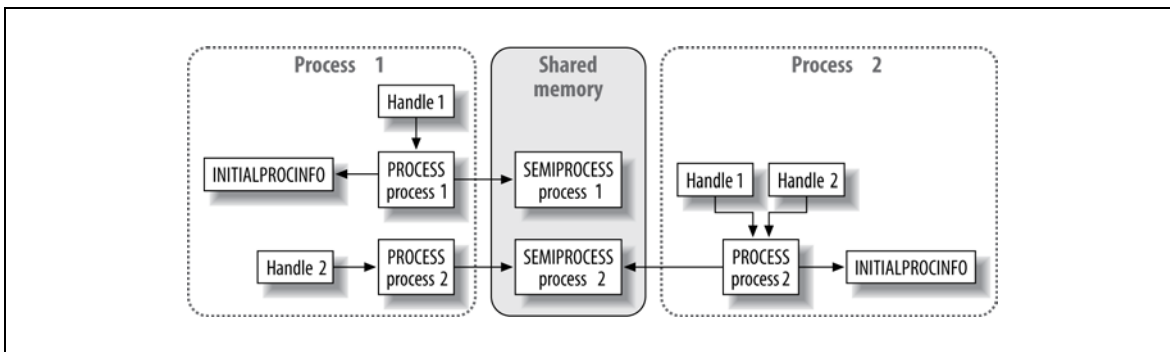 Process 1
Handle 1
INITIALPROCINFO
PROCESS
process 1
Handle 2
PROCESS
process 2
Shared
memory
SEMIPROCESS
process 1
SEMIPROCESS
process 2
Process 2
Handle 1
Handle 2
PROCESS
process 2
INITIALPROCINFO